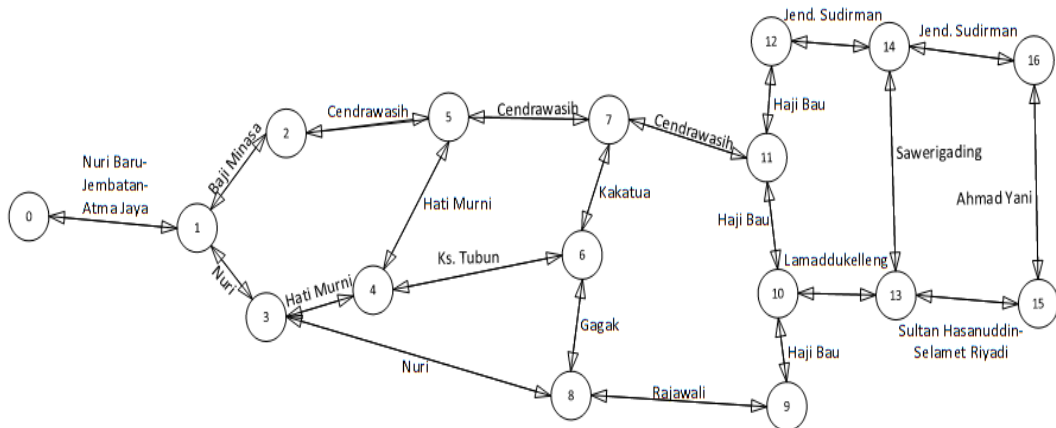 Jend. Sudirman
12
14
Jend. Sudirman
16
Haji Bau
Cendrawasih
5
Cendrawasih
7
2
Cendrawasih
11
Baji Minasa
Sawerigading
Nuri Baru-
Jembatan-
Atma Jaya
Kakatua
Hati Murni
Ahmad Yani
0
1
Haji Bau
Ks. Tubun
6
Lamaddukelleng
Nuri
Hati Murni
4
10
13
15
3
Gagak
Sultan Hasanuddin-
Selamet Riyadi
Haji Bau
Nuri
8
Rajawali
9